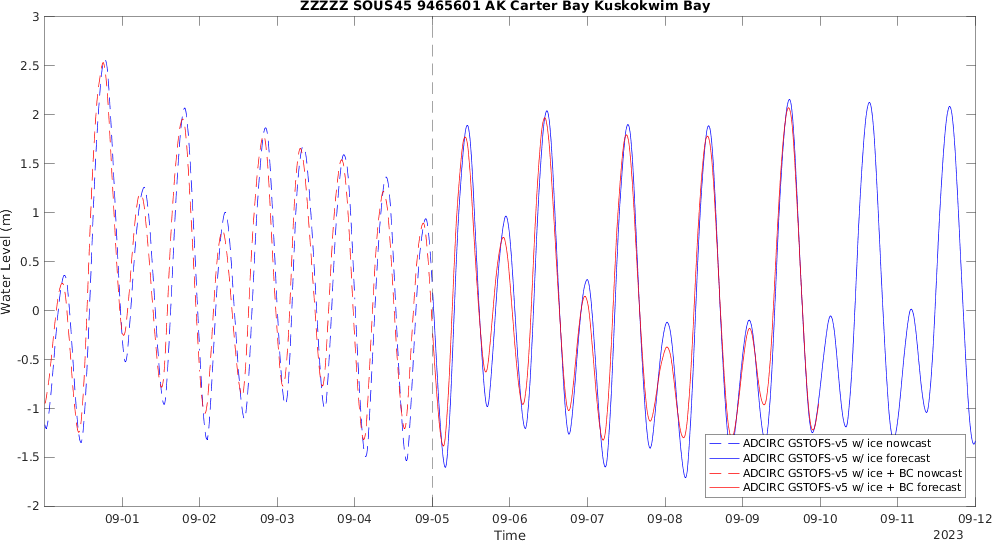 ZZZZZ SOUS45 9465601 AK Carter Bay Kuskokwim Bay
3
2.5
2
1.5
1
0.5
0
-0.5
-1
-1.5
-2
Water Level (m)
ADCIRC GSTOFS-v5 w/ ice nowcast
ADCIRC GSTOFS-v5 w/ ice forecast
ADCIRC GSTOFS-v5 w/ ice + BC nowcast
ADCIRC GSTOFS-v5 w/ ice + BC forecast
09-01 09-02 09-03 09-04 09-05 09-06 09-07 09-08 09-09 09-10 09-11 09-12
Time
2023